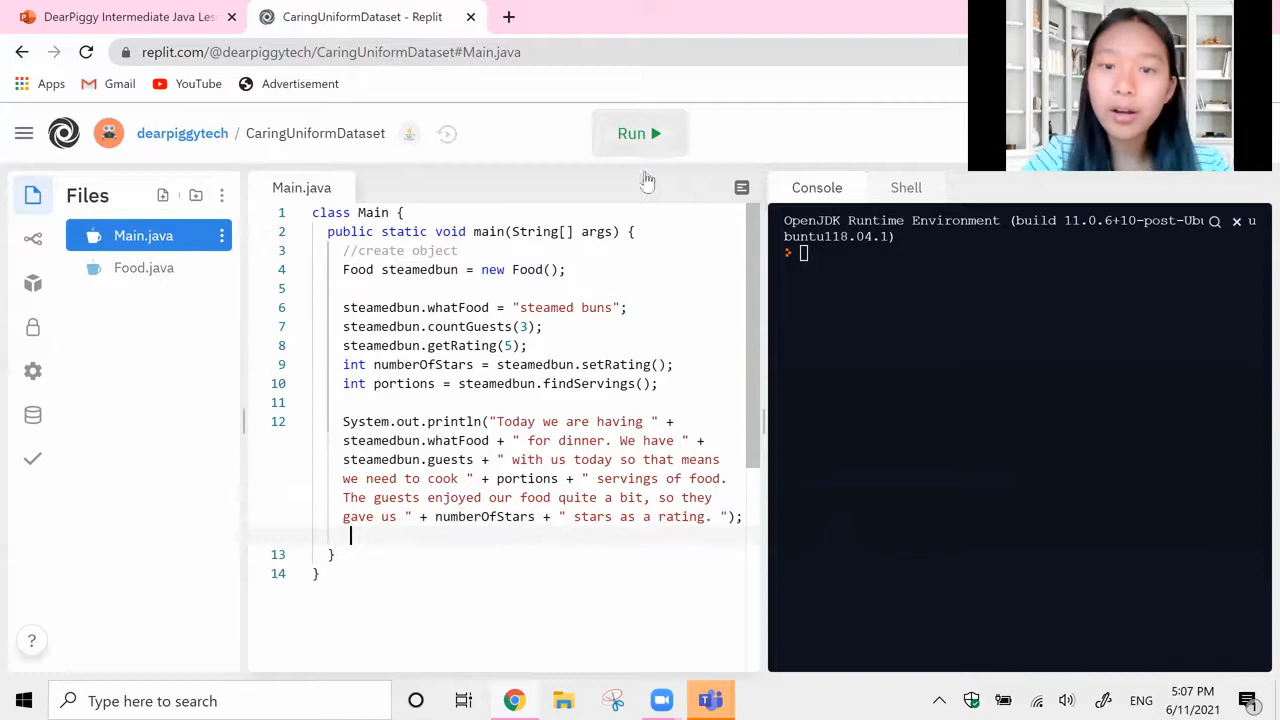 DearPiggy Intermediate Java Les
CaringUniformDataset - Replit
replit.com/@dearpiggytech/CaringUniformDataset#Main.java
Apps Gmail YouTube Advertisement
dearpiggytech / CaringUniformDataset
Run
Files
Main.java
Food.java
Main.java
1 class Main {
2 public static void main(String[] args) {
3 //create object
4 Food steamedbun = new Food();
5
6 steamedbun.whatFood = "steamed buns";
7 steamedbun.countGuests(3);
8 steamedbun.getRating(5);
9 int numberOfStars = steamedbun.setRating();
10 int portions = steamedbun.findServings();
11
12 System.out.println("Today we are having " +
steamedbun.whatFood + " for dinner. We have " +
steamedbun.guests + " with us today so that means
we need to cook " + portions + " servings of food.
The guests enjoyed our food quite a bit, so they
gave us " + numberOfStars + " stars as a rating. ");
13 }
14 }
Console Shell
OpenJDK Runtime Environment (build 11.0.6+10-post-Ubu u
buntu118.04.1)
?
Type here to search
ENG
5:07 PM
6/11/2021
1